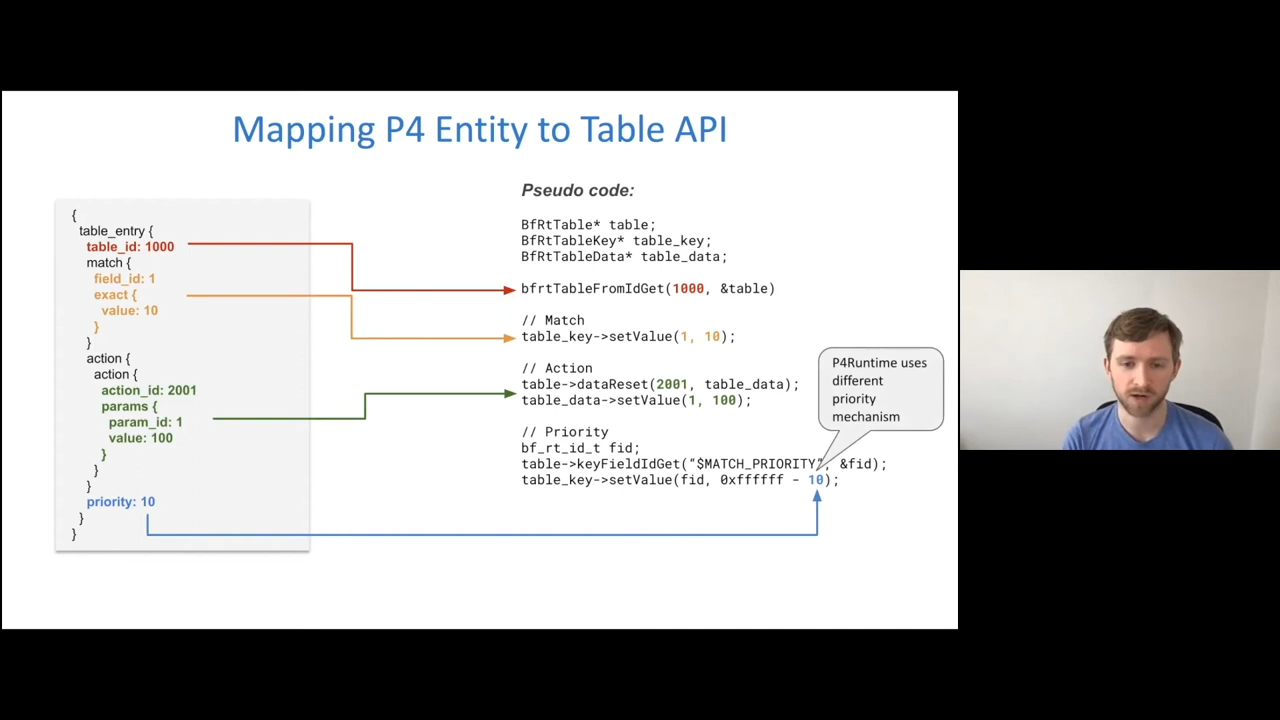 Mapping P4 Entity to Table API
{
table_entry {
table_id: 1000
match {
field_id: 1
exact {
value: 10
}
}
action {
action {
action_id: 2001
params {
param_id: 1
value: 100
}
}
}
priority: 10
}
}
Pseudo code:
BfRtTable* table;
BfRtTableKey* table_key;
BfRtTableData* table_data;
bfrtTableFromIdGet(1000, &table)
// Match
table_key->setValue(1, 10);
// Action
table->dataReset(2001, table_data);
table_data->setValue(1, 100);
// Priority
bf_rt_id_t fid;
table->keyFieldIdGet(“$MATCH_PRIORITY”, &fid);
table_key->setValue(fid, 0xffffff - 10);
P4Runtime uses
different
priority
mechanism